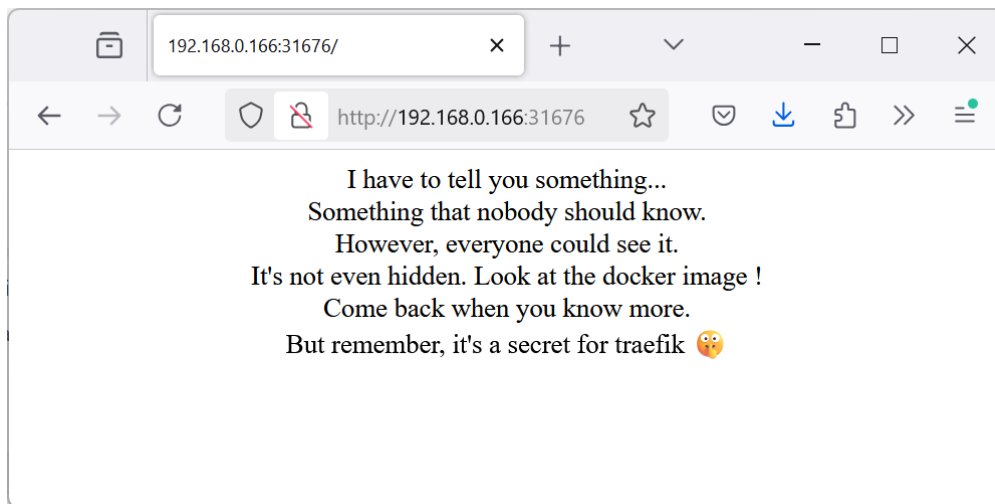 192.168.0.166:31676/
http://192.168.0.166:31676
I have to tell you something...
Something that nobody should know.
However, everyone could see it.
It's not even hidden. Look at the docker image !
Come back when you know more.
But remember, it's a secret for traefik 🤫